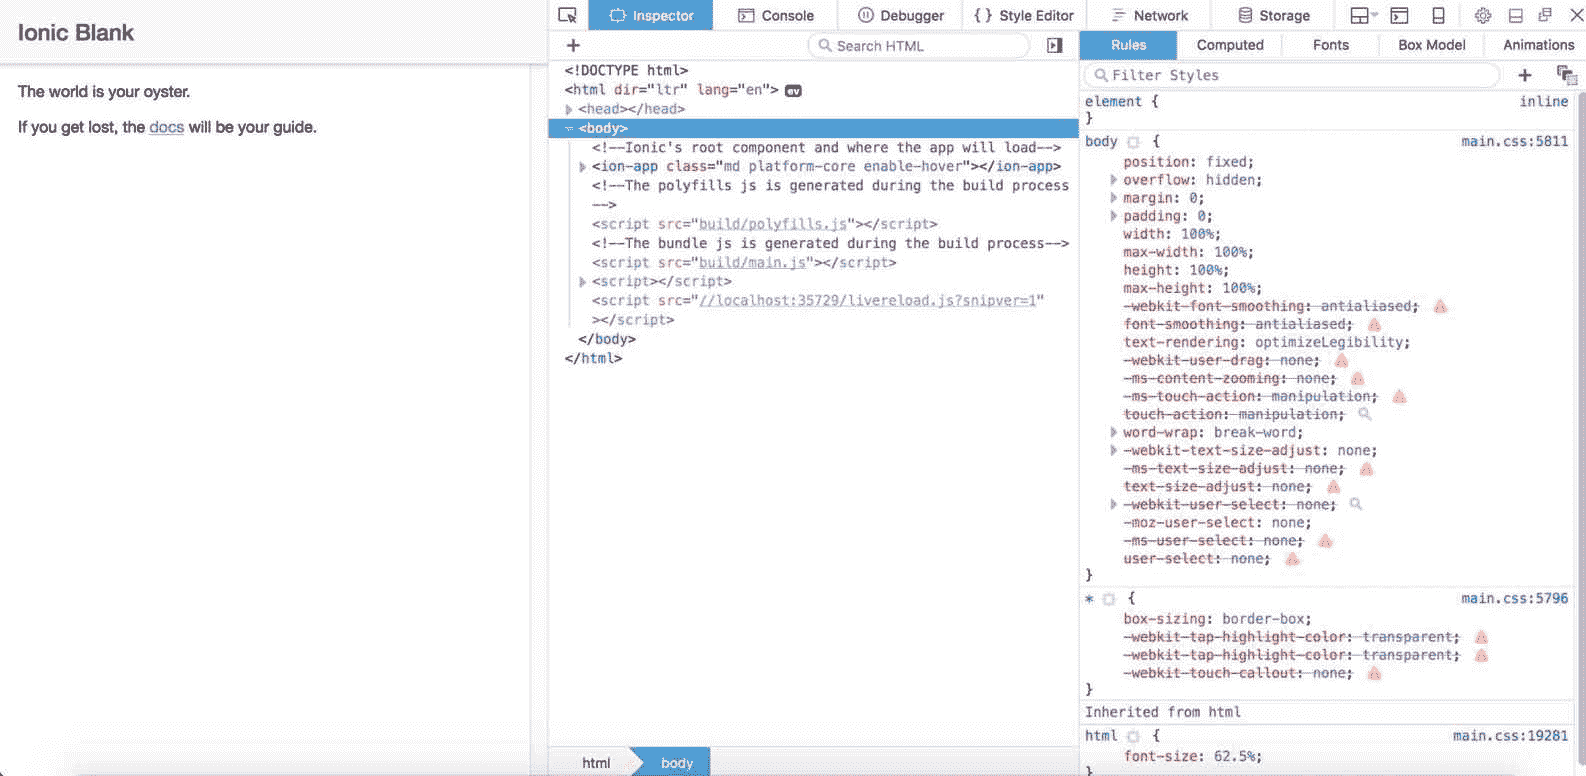 Ionic Blank
The world is your oyster.
If you get lost, the docs will be your guide.
Inspector
Console
Debugger
{ } Style Editor
Network
Storage
+
Search HTML
<!DOCTYPE html>
<html dir="ltr" lang="en"> ev
<head></head>
<body>
<!--Ionic's root component and where the app will load-->
<ion-app class="md platform-core enable-hover"></ion-app>
<!--The polyfills js is generated during the build process
-->
<script src="build/polyfills.js"></script>
<!--The bundle js is generated during the build process-->
<script src="build/main.js"></script>
<script></script>
<script src="//localhost:35729/livereload.js?snipver=1"
></script>
</body>
</html>
html
body
Rules
Computed
Fonts
Box Model
Animations
Filter Styles
+
element {
inline
}
body {
main.css:5811
position: fixed;
overflow: hidden;
margin: 0;
padding: 0;
width: 100%;
max-width: 100%;
height: 100%;
max-height: 100%;
-webkit-font-smoothing: antialiased;
font-smoothing: antialiased;
text-rendering: optimizeLegibility;
-webkit-user-drag: none;
-ms-content-zooming: none;
-ms-touch-action: manipulation;
touch-action: manipulation;
word-wrap: break-word;
-webkit-text-size-adjust: none;
-ms-text-size-adjust: none;
text-size-adjust: none;
-webkit-user-select: none;
-moz-user-select: none;
-ms-user-select: none;
user-select: none;
}
* {
main.css:5796
box-sizing: border-box;
-webkit-tap-highlight-color: transparent;
-webkit-tap-highlight-color: transparent;
-webkit-touch-callout: none;
}
Inherited from html
html {
main.css:19281
font-size: 62.5%;
}